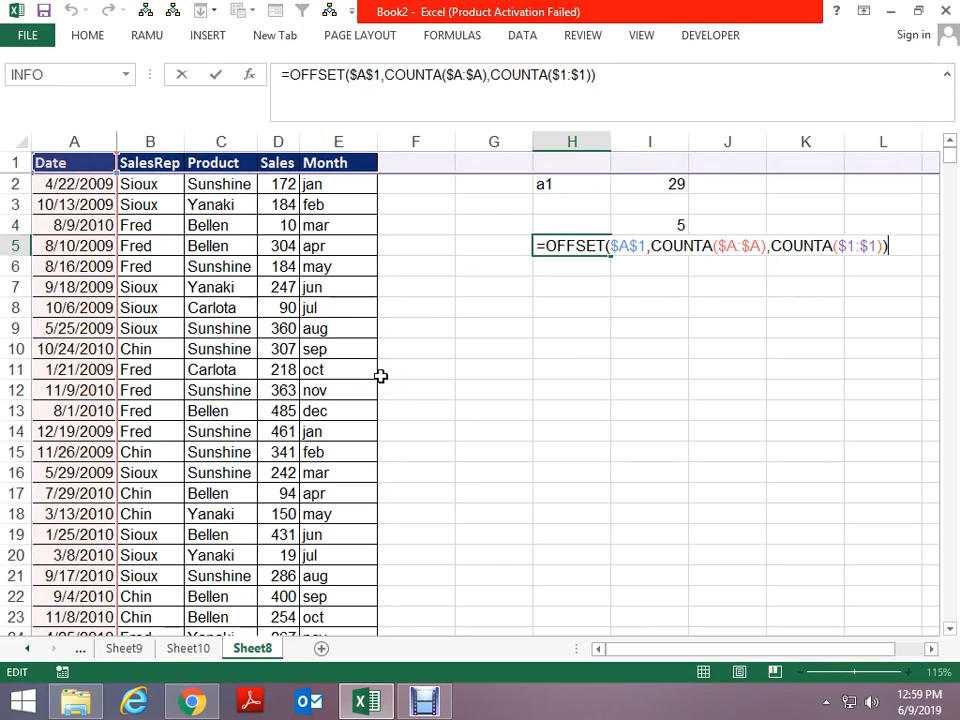 Book2 - Excel (Product Activation Failed)
?
FILE HOME RAMU INSERT New Tab PAGE LAYOUT FORMULAS DATA REVIEW VIEW DEVELOPER Sign in
INFO fx =OFFSET($A$1,COUNTA($A:$A),COUNTA($1:$1))
A B C D E F G H I J K L
1 Date SalesRep Product Sales Month
2 4/22/2009 Sioux Sunshine 172 jan a1 29
3 10/13/2009 Sioux Yanaki 184 feb
4 8/9/2010 Fred Bellen 10 mar 5
5 8/10/2009 Fred Bellen 304 apr =OFFSET($A$1,COUNTA($A:$A),COUNTA($1:$1))
6 8/16/2009 Fred Sunshine 184 may
7 9/18/2009 Sioux Yanaki 247 jun
8 10/6/2009 Sioux Carlota 90 jul
9 5/25/2009 Sioux Sunshine 360 aug
10 10/24/2010 Chin Sunshine 307 sep
11 1/21/2009 Fred Carlota 218 oct
12 11/9/2010 Fred Sunshine 363 nov
13 8/1/2010 Fred Bellen 485 dec
14 12/19/2009 Fred Sunshine 461 jan
15 11/26/2009 Chin Sunshine 341 feb
16 5/29/2009 Sioux Sunshine 242 mar
17 7/29/2010 Chin Bellen 94 apr
18 3/13/2010 Chin Yanaki 150 may
19 1/25/2010 Sioux Bellen 431 jun
20 3/8/2010 Sioux Yanaki 19 jul
21 9/17/2010 Sioux Sunshine 286 aug
22 9/4/2010 Chin Bellen 400 sep
23 11/8/2010 Chin Bellen 254 oct
... Sheet9 Sheet10 Sheet8
EDIT 115%
12:59 PM
6/9/2019